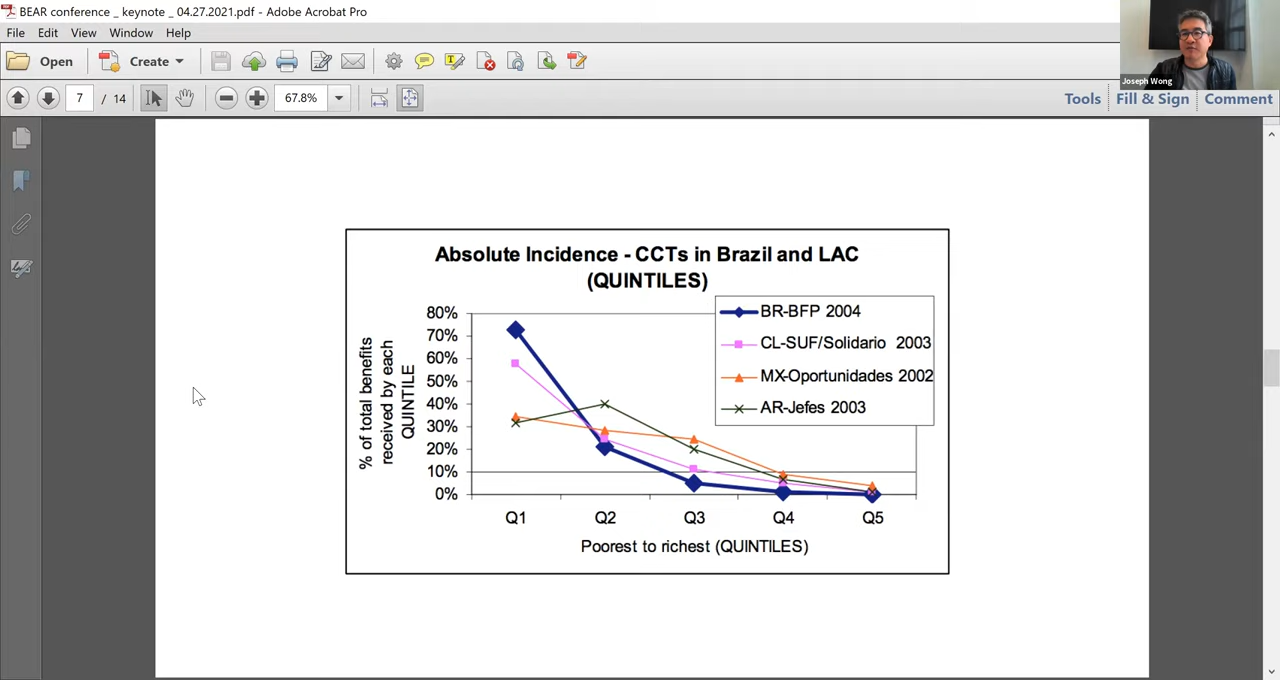 BEAR conference _ keynote _ 04.27.2021.pdf - Adobe Acrobat Pro
File Edit View Window Help
Open Create
7 / 14 67.8% Tools Fill & Sign Comment
Joseph Wong
Absolute Incidence - CCTs in Brazil and LAC
(QUINTILES)
% of total benefits
received by each
QUINTILE
80%
70%
60%
50%
40%
30%
20%
10%
0%
BR-BFP 2004
CL-SUF/Solidario 2003
MX-Oportunidades 2002
AR-Jefes 2003
Q1 Q2 Q3 Q4 Q5
Poorest to richest (QUINTILES)